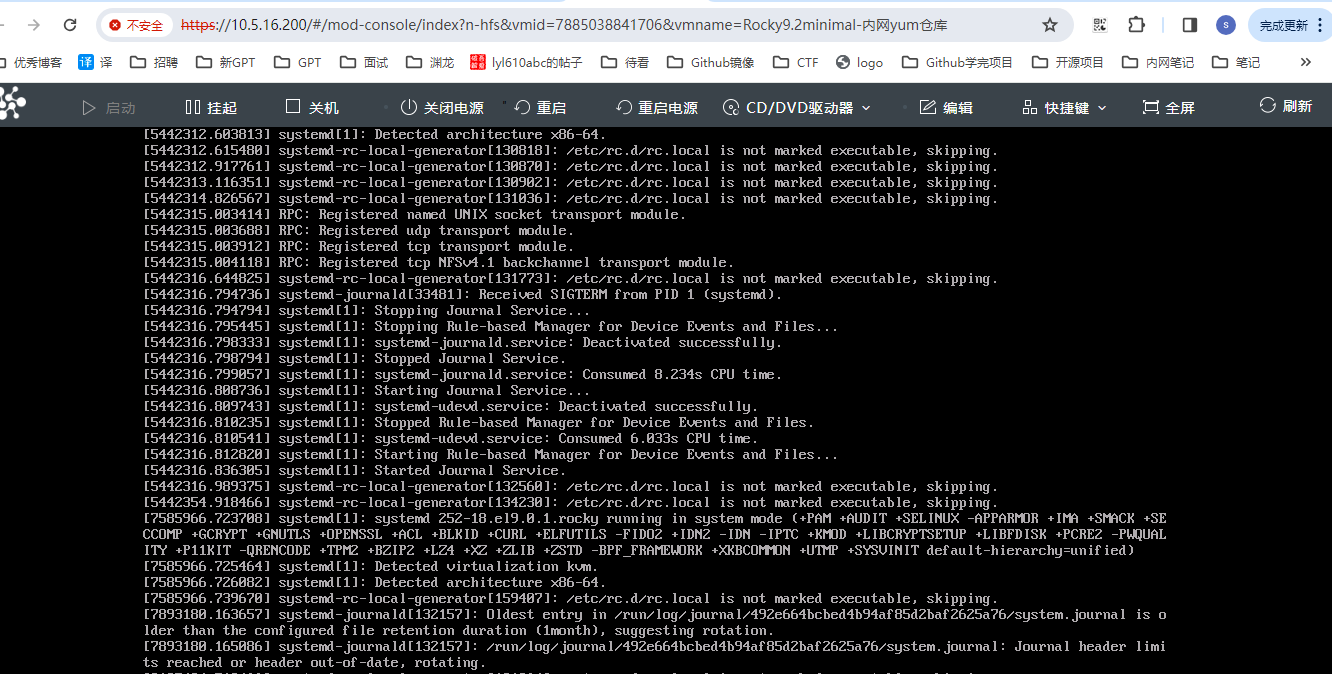 不安全 https://10.5.16.200/#/mod-console/index?n-hfs&vmid=7885038841706&vmname=Rocky9.2minimal-内网yum仓库 S 完成更新
优秀博客 译 译 招聘 新GPT GPT 面试 渊龙 lyl610abc的帖子 待看 Github镜像 CTF logo Github学完项目 开源项目 内网笔记 笔记 »
启动 挂起 关机 关闭电源 重启 重启电源 CD/DVD驱动器 编辑 快捷键 全屏 刷新
[5442312.603813] systemd[1]: Detected architecture x86-64.
[5442312.615480] systemd-rc-local-generator[130818]: /etc/rc.d/rc.local is not marked executable, skipping.
[5442312.917761] systemd-rc-local-generator[130870]: /etc/rc.d/rc.local is not marked executable, skipping.
[5442313.116351] systemd-rc-local-generator[130902]: /etc/rc.d/rc.local is not marked executable, skipping.
[5442314.826567] systemd-rc-local-generator[131036]: /etc/rc.d/rc.local is not marked executable, skipping.
[5442315.003414] RPC: Registered named UNIX socket transport module.
[5442315.003688] RPC: Registered udp transport module.
[5442315.003912] RPC: Registered tcp transport module.
[5442315.004118] RPC: Registered tcp NFSv4.1 backchannel transport module.
[5442316.644825] systemd-rc-local-generator[131773]: /etc/rc.d/rc.local is not marked executable, skipping.
[5442316.794736] systemd-journald[33481]: Received SIGTERM from PID 1 (systemd).
[5442316.794794] systemd[1]: Stopping Journal Service...
[5442316.795445] systemd[1]: Stopping Rule-based Manager for Device Events and Files...
[5442316.798333] systemd[1]: systemd-journald.service: Deactivated successfully.
[5442316.798794] systemd[1]: Stopped Journal Service.
[5442316.799057] systemd[1]: systemd-journald.service: Consumed 8.234s CPU time.
[5442316.808736] systemd[1]: Starting Journal Service...
[5442316.809743] systemd[1]: systemd-udevd.service: Deactivated successfully.
[5442316.810235] systemd[1]: Stopped Rule-based Manager for Device Events and Files.
[5442316.810541] systemd[1]: systemd-udevd.service: Consumed 6.033s CPU time.
[5442316.812820] systemd[1]: Starting Rule-based Manager for Device Events and Files...
[5442316.836305] systemd[1]: Started Journal Service.
[5442316.989375] systemd-rc-local-generator[132560]: /etc/rc.d/rc.local is not marked executable, skipping.
[5442354.918466] systemd-rc-local-generator[134230]: /etc/rc.d/rc.local is not marked executable, skipping.
[7585966.723708] systemd[1]: systemd 252-18.el9.0.1.rocky running in system mode (+PAM +AUDIT +SELINUX -APPARMOR +IMA +SMACK +SE
CCOMP +GCRYPT +GNUTLS +OPENSSL +ACL +BLKID +CURL +ELFUTILS -FIDO2 +IDN2 -IDN -IPTC +KMOD +LIBCRYPTSETUP +LIBFDISK +PCRE2 -PWQUAL
ITY +P11KIT -QRENCODE +TPM2 +BZIP2 +LZ4 +XZ +ZLIB +ZSTD -BPF_FRAMEWORK +XKBCOMMON +UTMP +SYSVINIT default-hierarchy=unified)
[7585966.725464] systemd[1]: Detected virtualization kvm.
[7585966.726082] systemd[1]: Detected architecture x86-64.
[7585966.739670] systemd-rc-local-generator[159407]: /etc/rc.d/rc.local is not marked executable, skipping.
[7893180.163657] systemd-journald[132157]: Oldest entry in /run/log/journal/492e664bcbed4b94af85d2baf2625a76/system.journal is o
lder than the configured file retention duration (1month), suggesting rotation.
[7893180.165086] systemd-journald[132157]: /run/log/journal/492e664bcbed4b94af85d2baf2625a76/system.journal: Journal header limi
ts reached or header out-of-date, rotating.